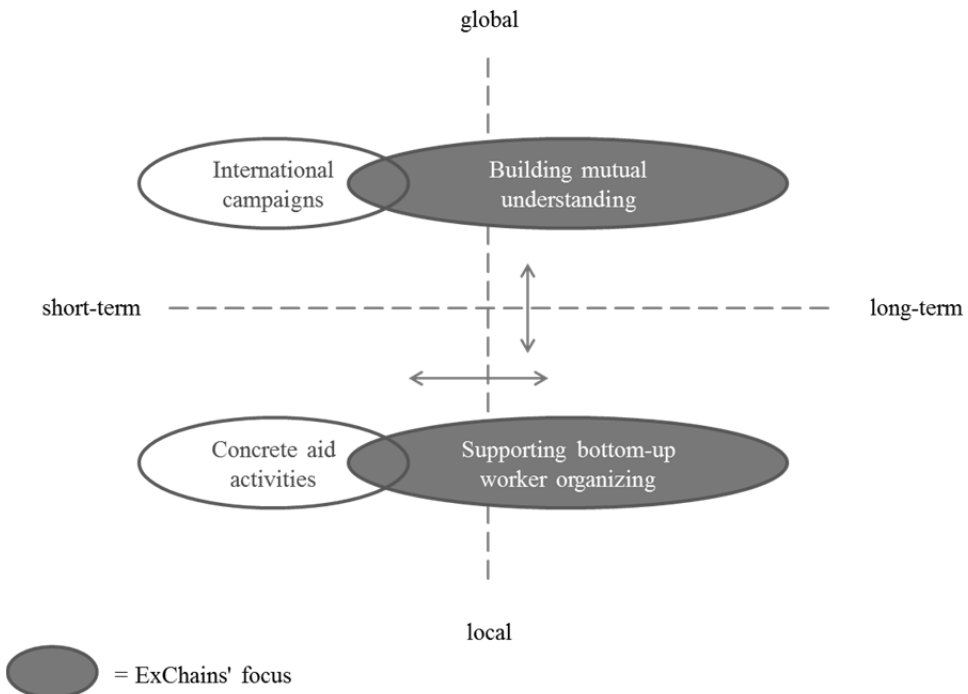 global
International
campaigns
Building mutual
understanding
short-term
long-term
Concrete aid
activities
Supporting bottom-up
worker organizing
local
= ExChains' focus